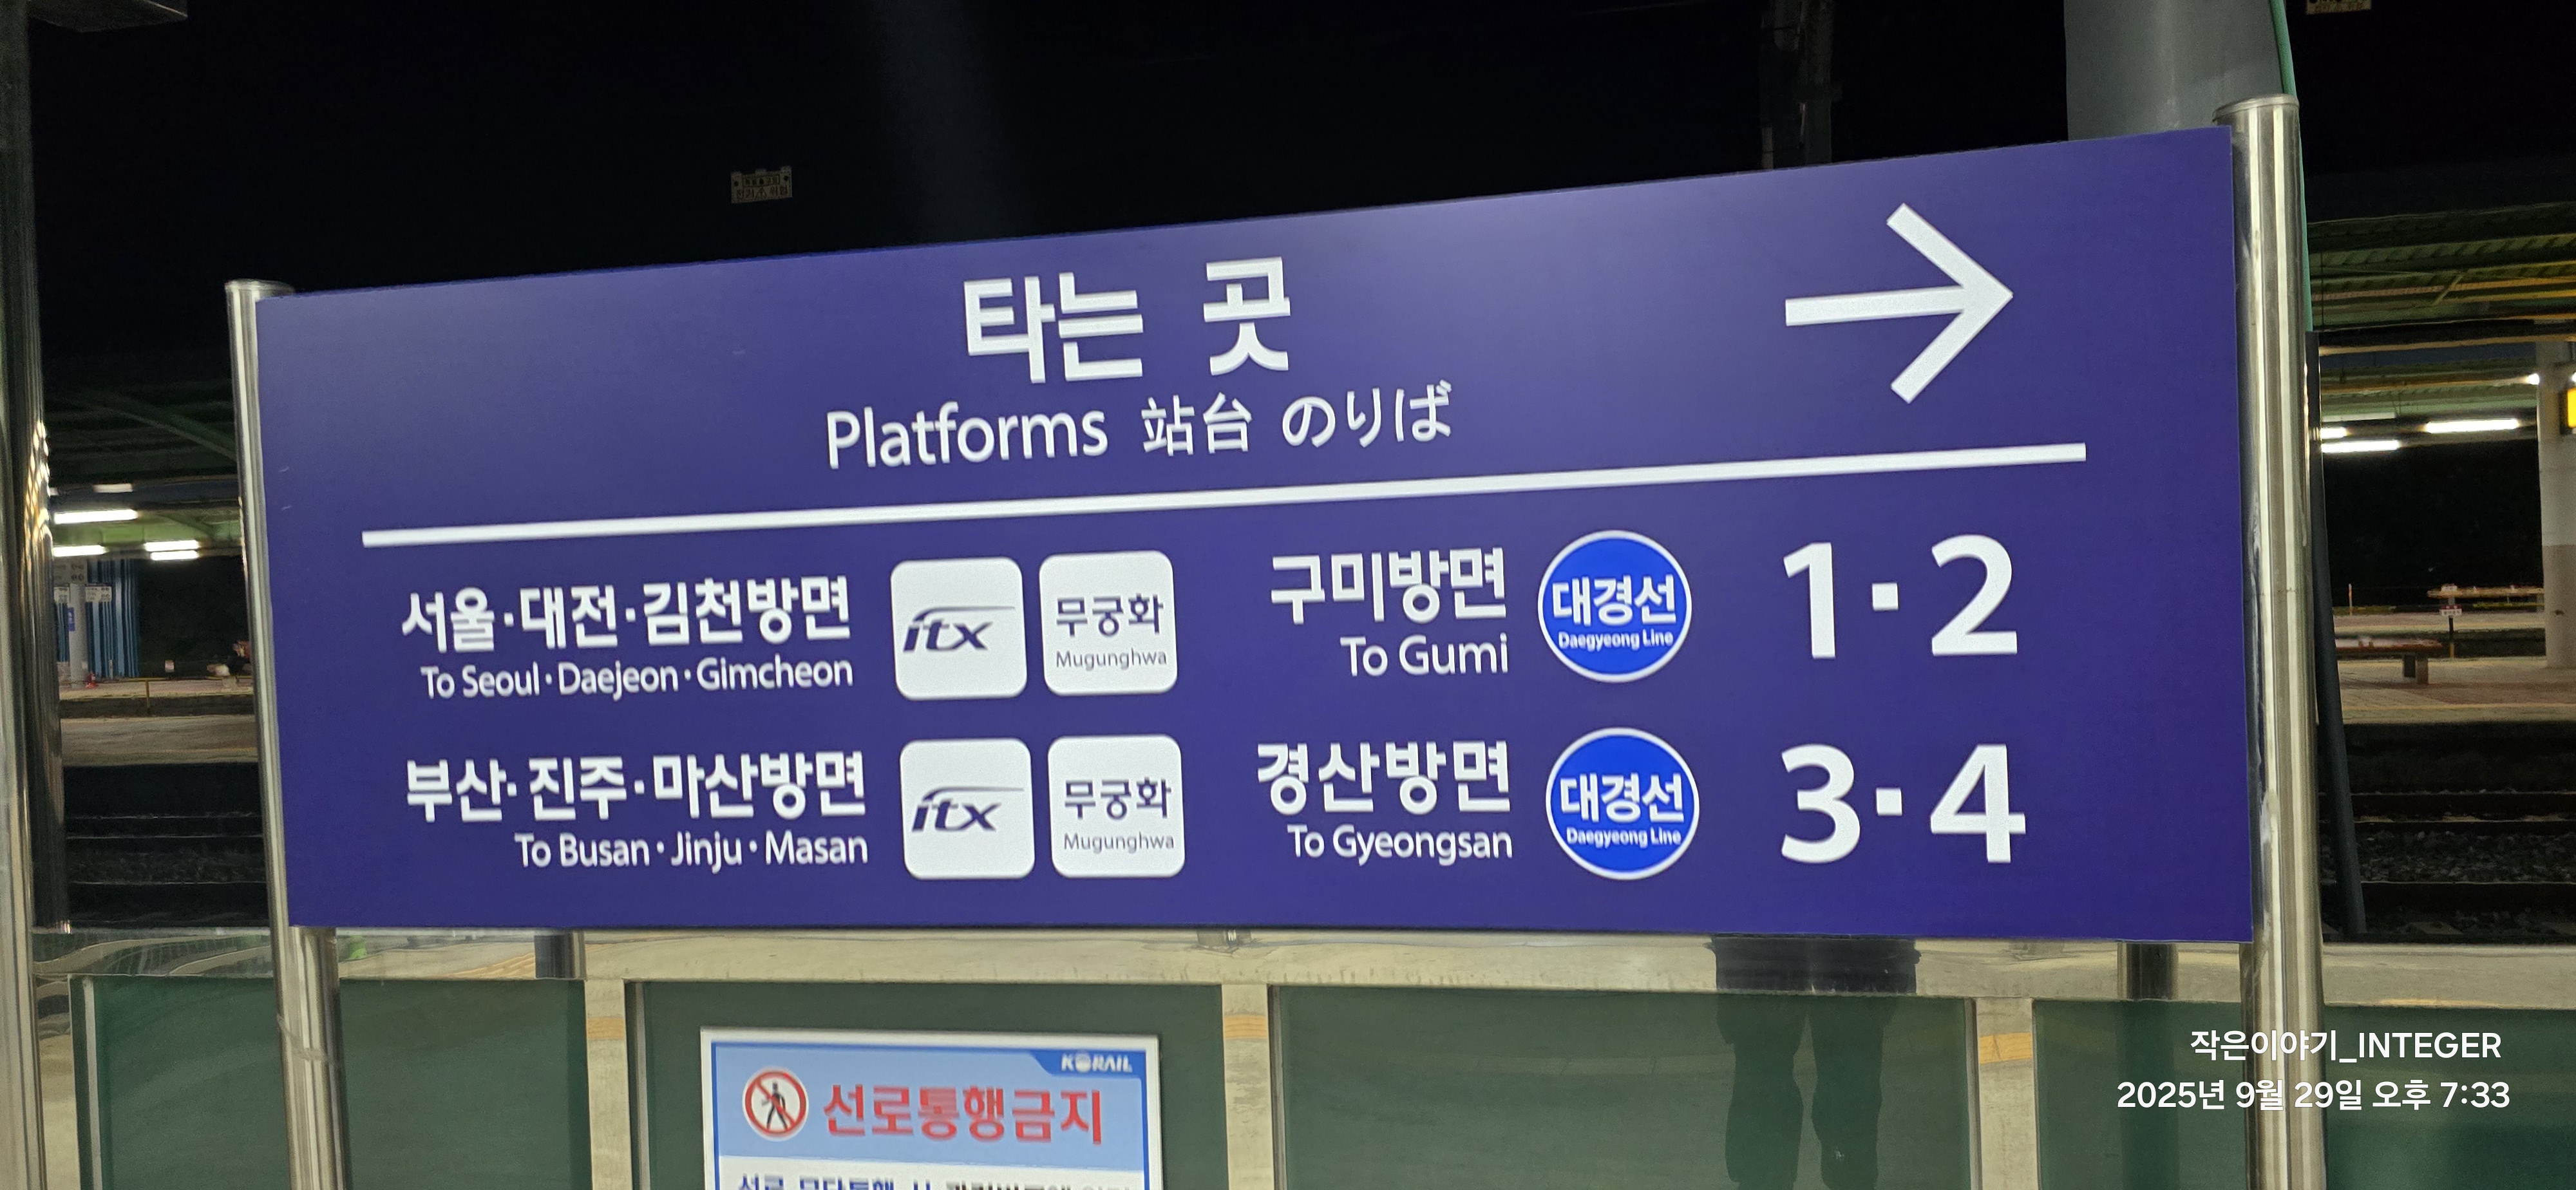 타는 곳
Platforms 站台 のりば
서울·대전·김천방면 itx 무궁화 구미방면 대경선 1·2
To Seoul·Daejeon·Gimcheon Mugunghwa To Gumi Daegyeong Line
부산·진주·마산방면 itx 무궁화 경산방면 대경선 3·4
To Busan·Jinju·Masan Mugunghwa To Gyeongsan Daegyeong Line
KORAIL
선로통행금지
작은이야기_INTEGER
2025년 9월 29일 오후 7:33